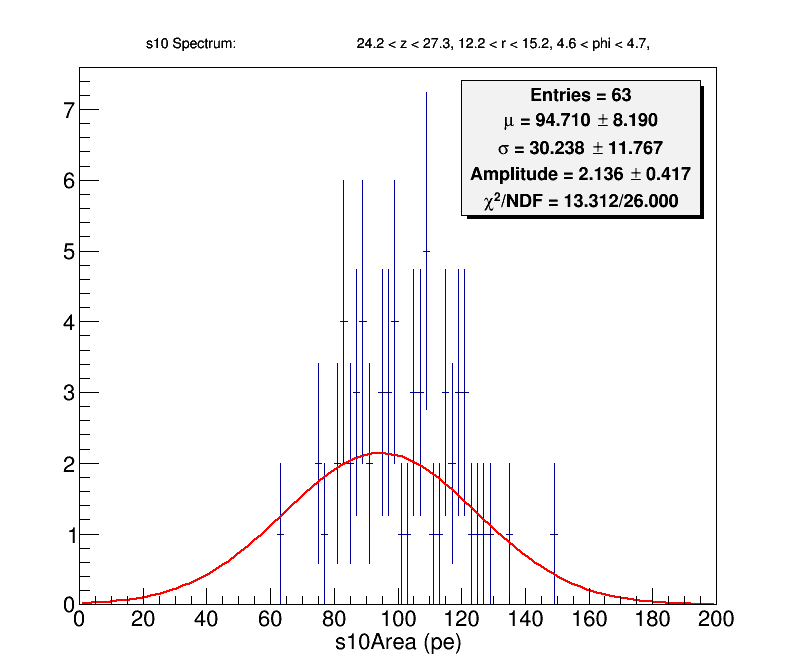 s10 Spectrum: 24.2 < z < 27.3, 12.2 < r < 15.2, 4.6 < phi < 4.7,
Entries = 63
μ = 94.710 ± 8.190
σ = 30.238 ± 11.767
Amplitude = 2.136 ± 0.417
χ²/NDF = 13.312/26.000
7
6
5
4
3
2
1
0
0 20 40 60 80 100 120 140 160 180 200
s10Area (pe)